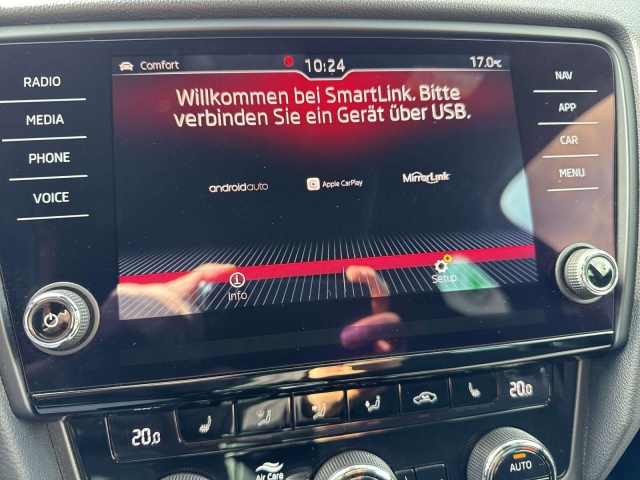 Comfort
10:24
17.0°C
RADIO
MEDIA
PHONE
VOICE
NAV
APP
CAR
MENU
Willkommen bei SmartLink. Bitte
verbinden Sie ein Gerät über USB.
androidauto
Apple CarPlay
MirrorLink
Info
Setup
20.0
20.0
Air Care
AUTO